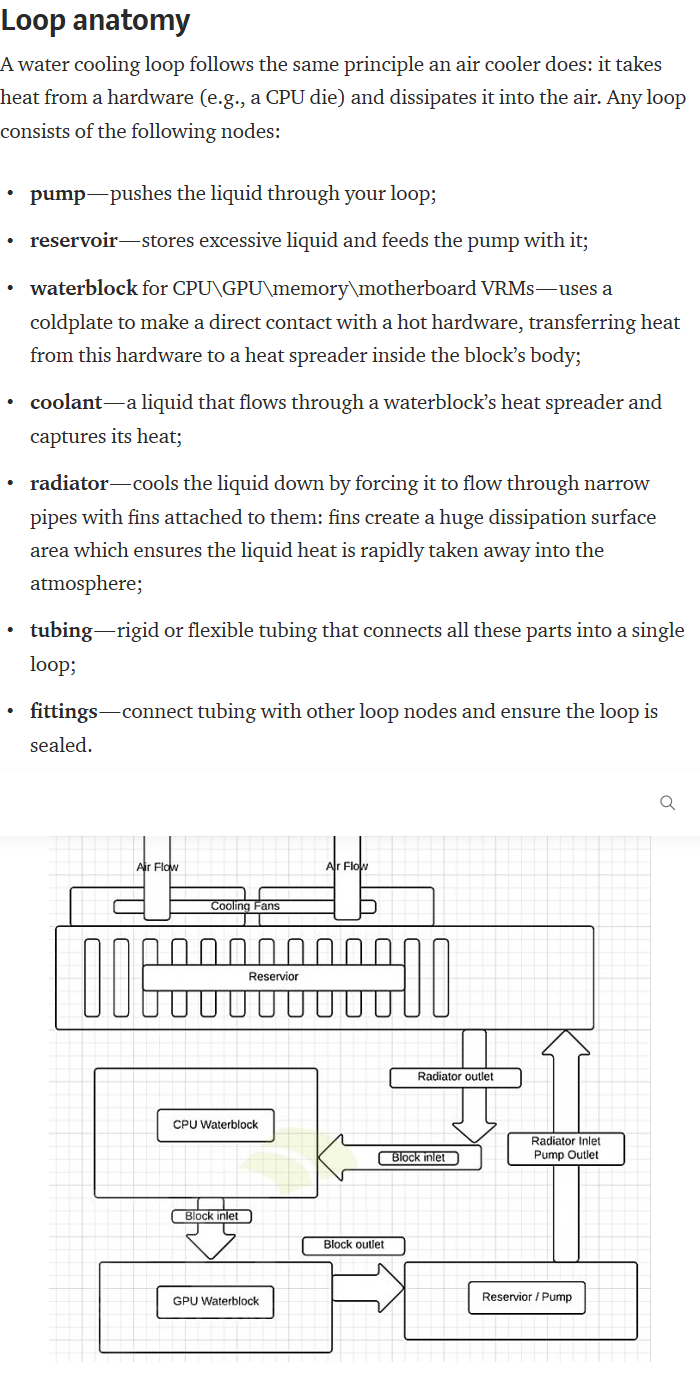 Loop anatomy
A water cooling loop follows the same principle an air cooler does: it takes
heat from a hardware (e.g., a CPU die) and dissipates it into the air. Any loop
consists of the following nodes:
• pump—pushes the liquid through your loop;
• reservoir—stores excessive liquid and feeds the pump with it;
• waterblock for CPU\GPU\memory\motherboard VRMs—uses a
coldplate to make a direct contact with a hot hardware, transferring heat
from this hardware to a heat spreader inside the block’s body;
• coolant—a liquid that flows through a waterblock’s heat spreader and
captures its heat;
• radiator—cools the liquid down by forcing it to flow through narrow
pipes with fins attached to them: fins create a huge dissipation surface
area which ensures the liquid heat is rapidly taken away into the
atmosphere;
• tubing—rigid or flexible tubing that connects all these parts into a single
loop;
• fittings—connect tubing with other loop nodes and ensure the loop is
sealed.
Air Flow
Air Flow
Cooling Fans
Reservior
Radiator outlet
CPU Waterblock
Radiator Inlet
Pump Outlet
Block inlet
Block inlet
Block outlet
GPU Waterblock
Reservior / Pump